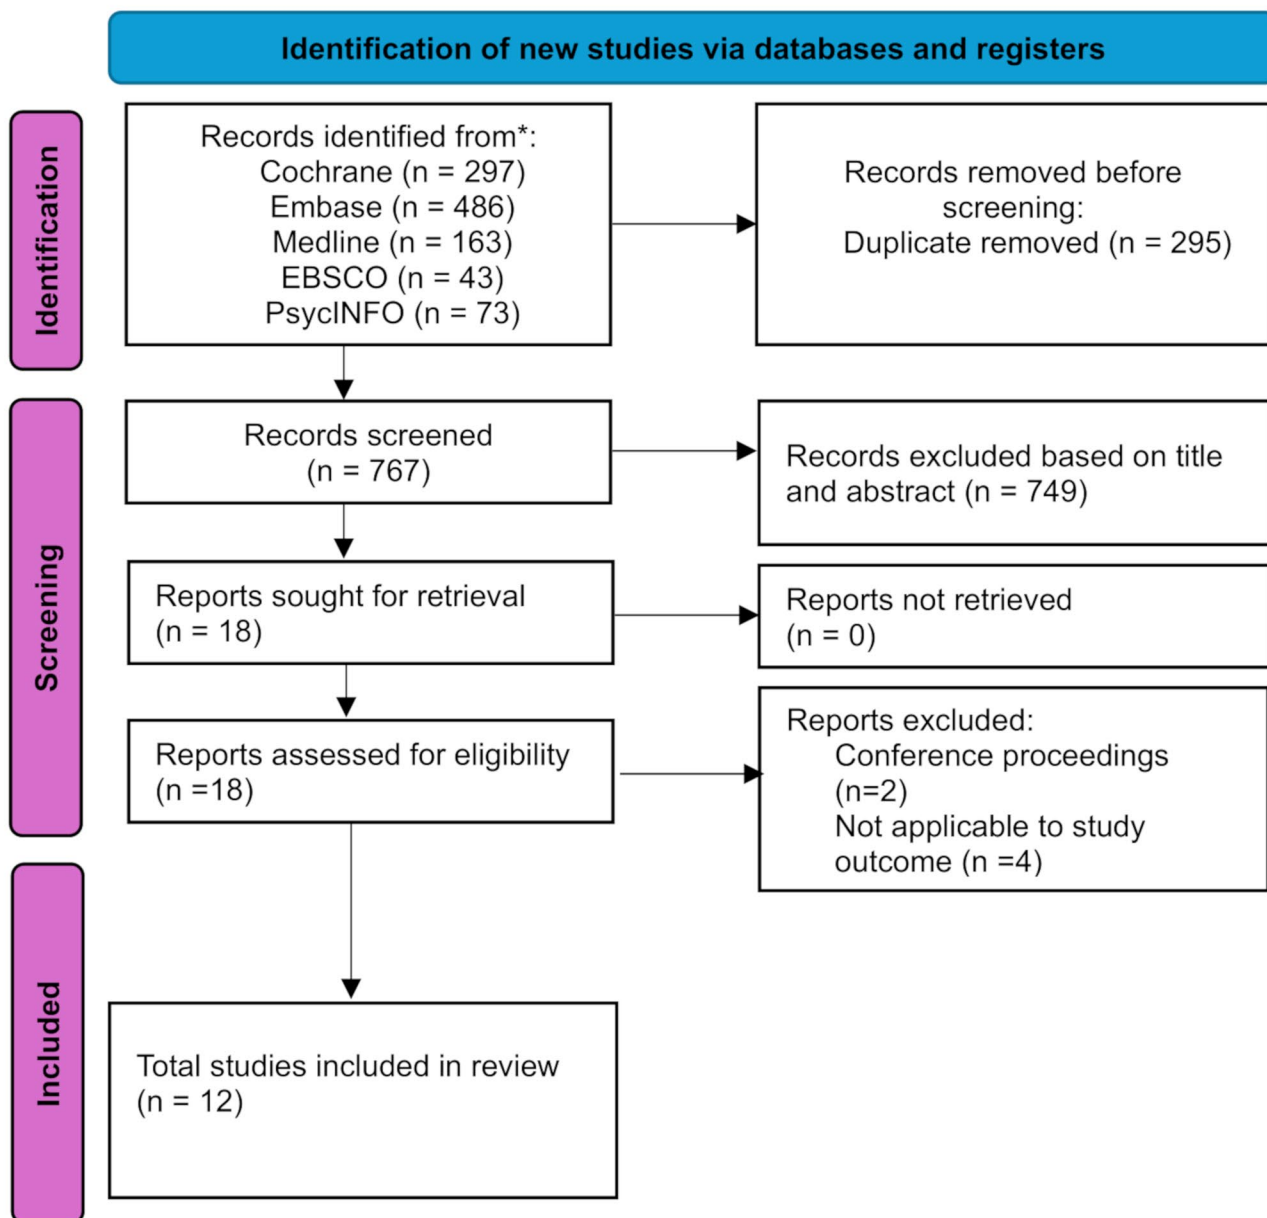 Identification of new studies via databases and registers
Identification
Records identified from*:
Cochrane (n = 297)
Embase (n = 486)
Medline (n = 163)
EBSCO (n = 43)
PsycINFO (n = 73)
Records removed before
screening:
Duplicate removed (n = 295)
Screening
Records screened
(n = 767)
Records excluded based on title
and abstract (n = 749)
Reports sought for retrieval
(n = 18)
Reports not retrieved
(n = 0)
Reports assessed for eligibility
(n =18)
Reports excluded:
Conference proceedings
(n=2)
Not applicable to study
outcome (n =4)
Included
Total studies included in review
(n = 12)